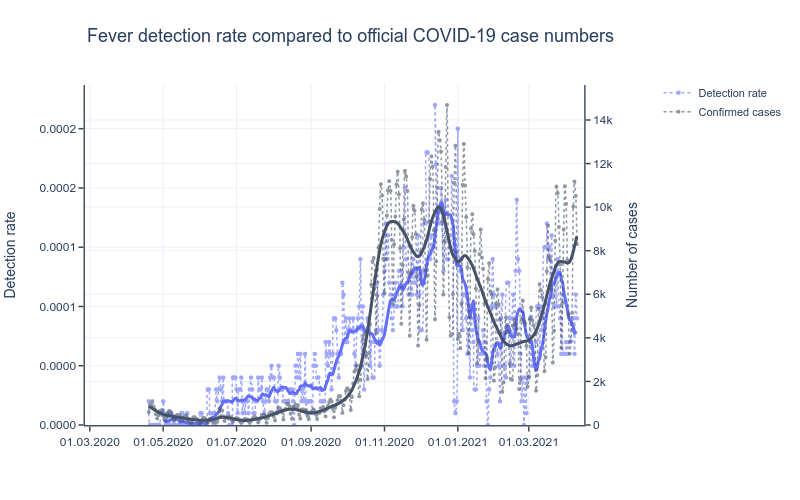 Fever detection rate compared to official COVID-19 case numbers
Detection rate
Confirmed cases
0.0002
0.0002
0.0001
0.0001
0.0000
0.0000
Detection rate
14k
12k
10k
8k
6k
4k
2k
0
Number of cases
01.03.2020 01.05.2020 01.07.2020 01.09.2020 01.11.2020 01.01.2021 01.03.2021